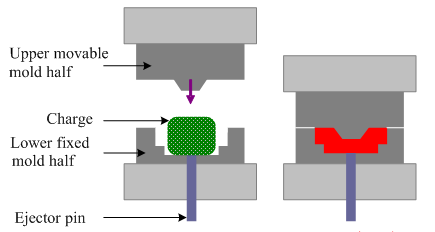 Upper movable
mold half
Charge
Lower fixed
mold half
Ejector pin